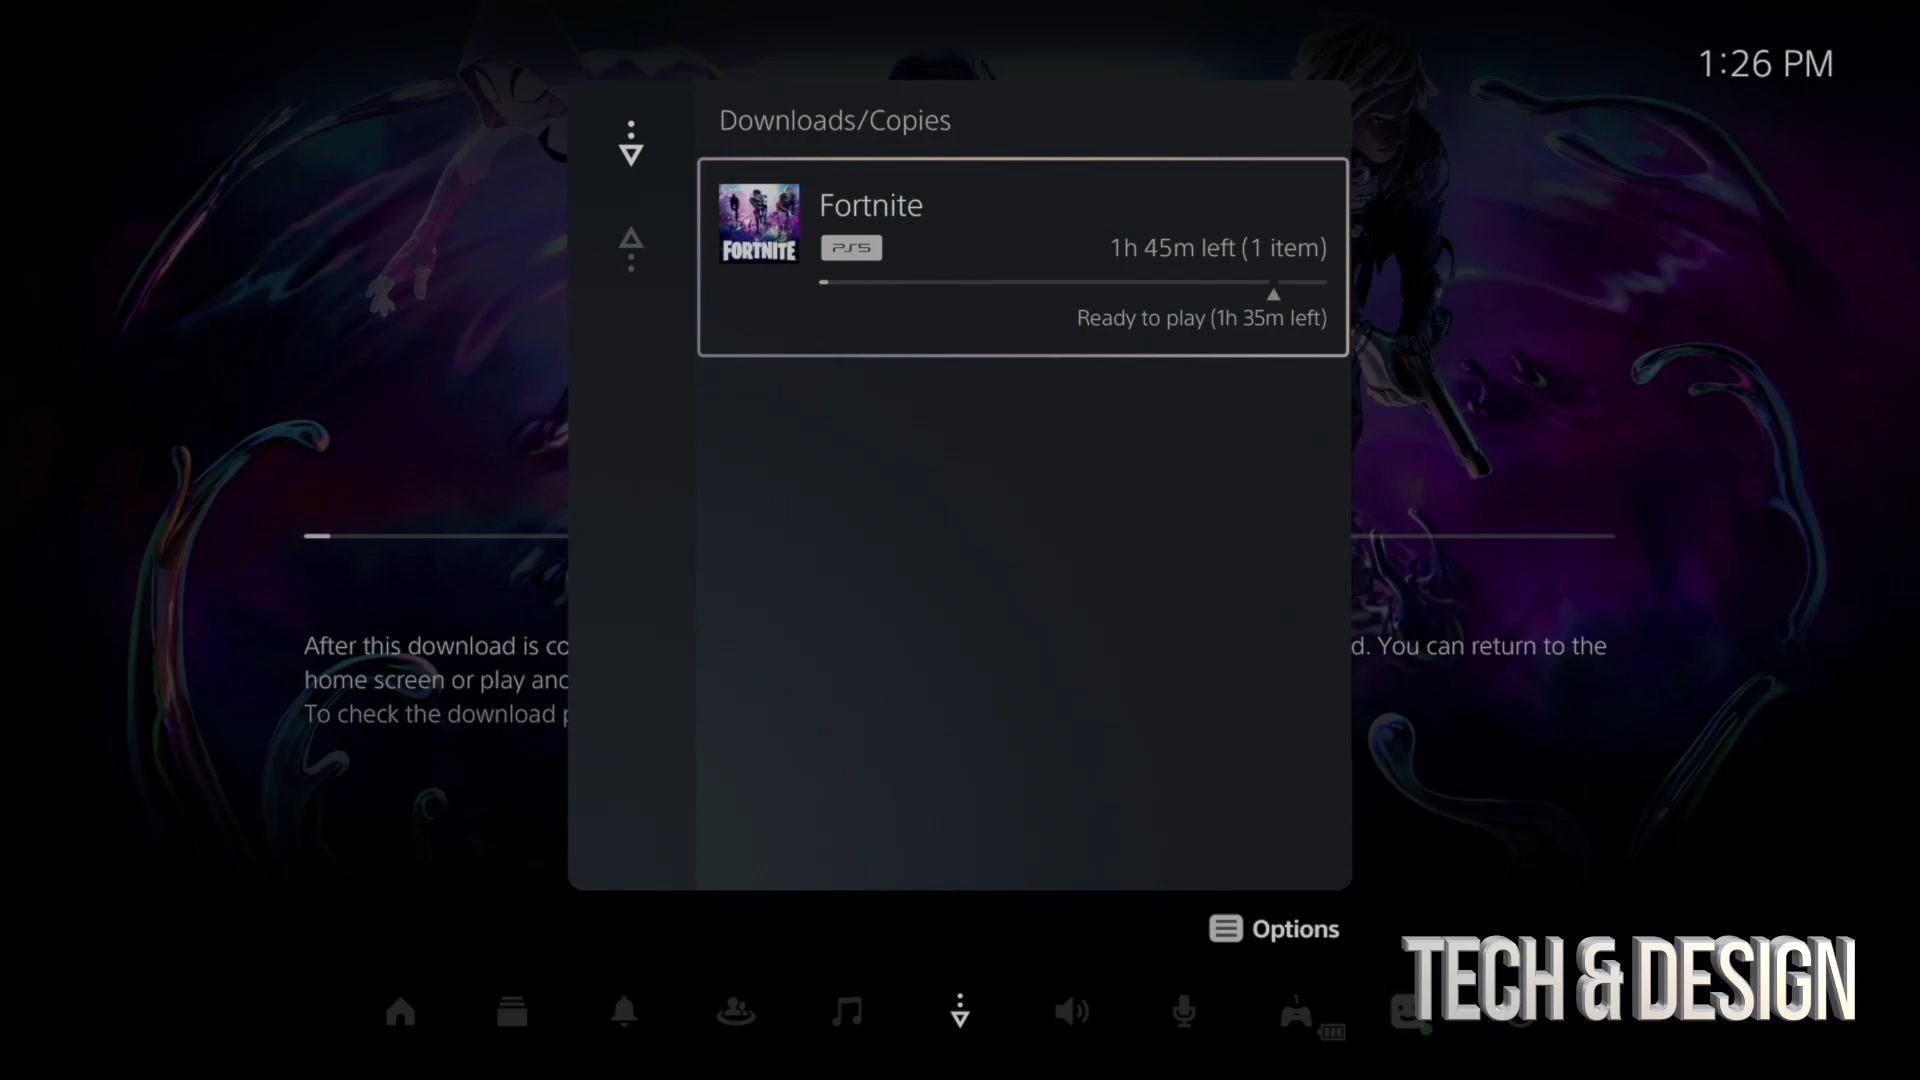 1:26 PM
Downloads/Copies
Fortnite
FORTNITE
PS5
1h 45m left (1 item)
Ready to play (1h 35m left)
After this download is co
d. You can return to the
home screen or play and
To check the download p
Options
1
TECH & DESIGN